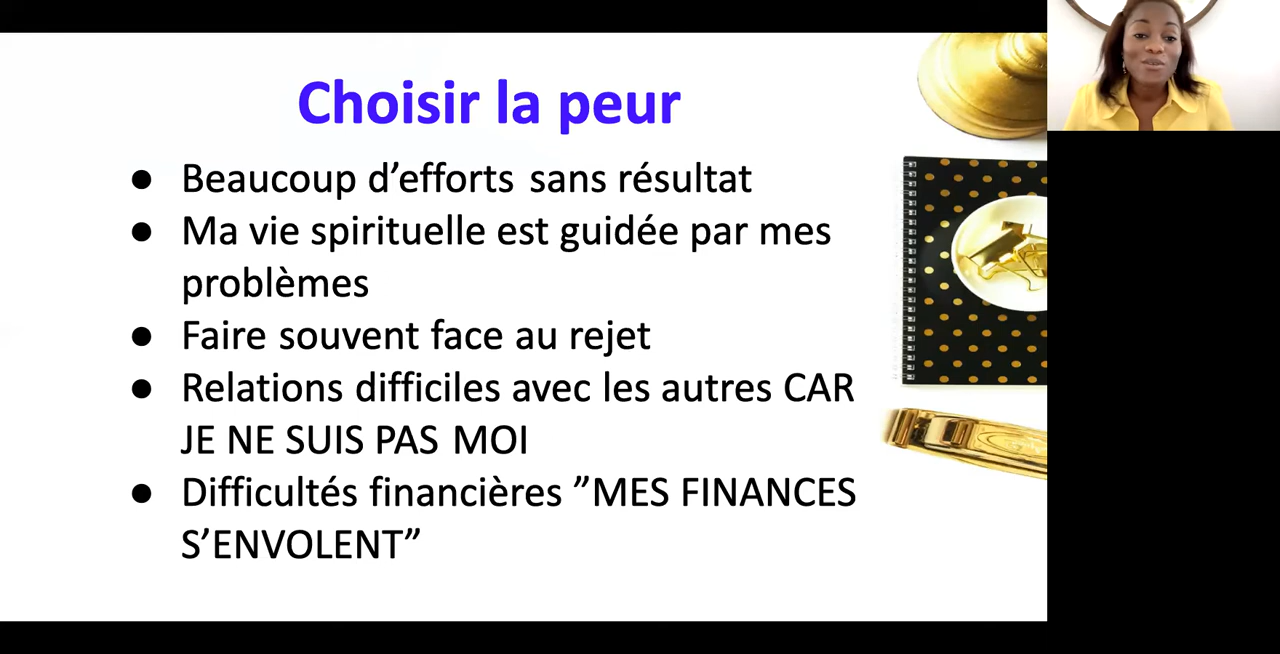 Choisir la peur
● Beaucoup d’efforts sans résultat
● Ma vie spirituelle est guidée par mes
problèmes
● Faire souvent face au rejet
● Relations difficiles avec les autres CAR
JE NE SUIS PAS MOI
● Difficultés financières ”MES FINANCES
S’ENVOLENT”